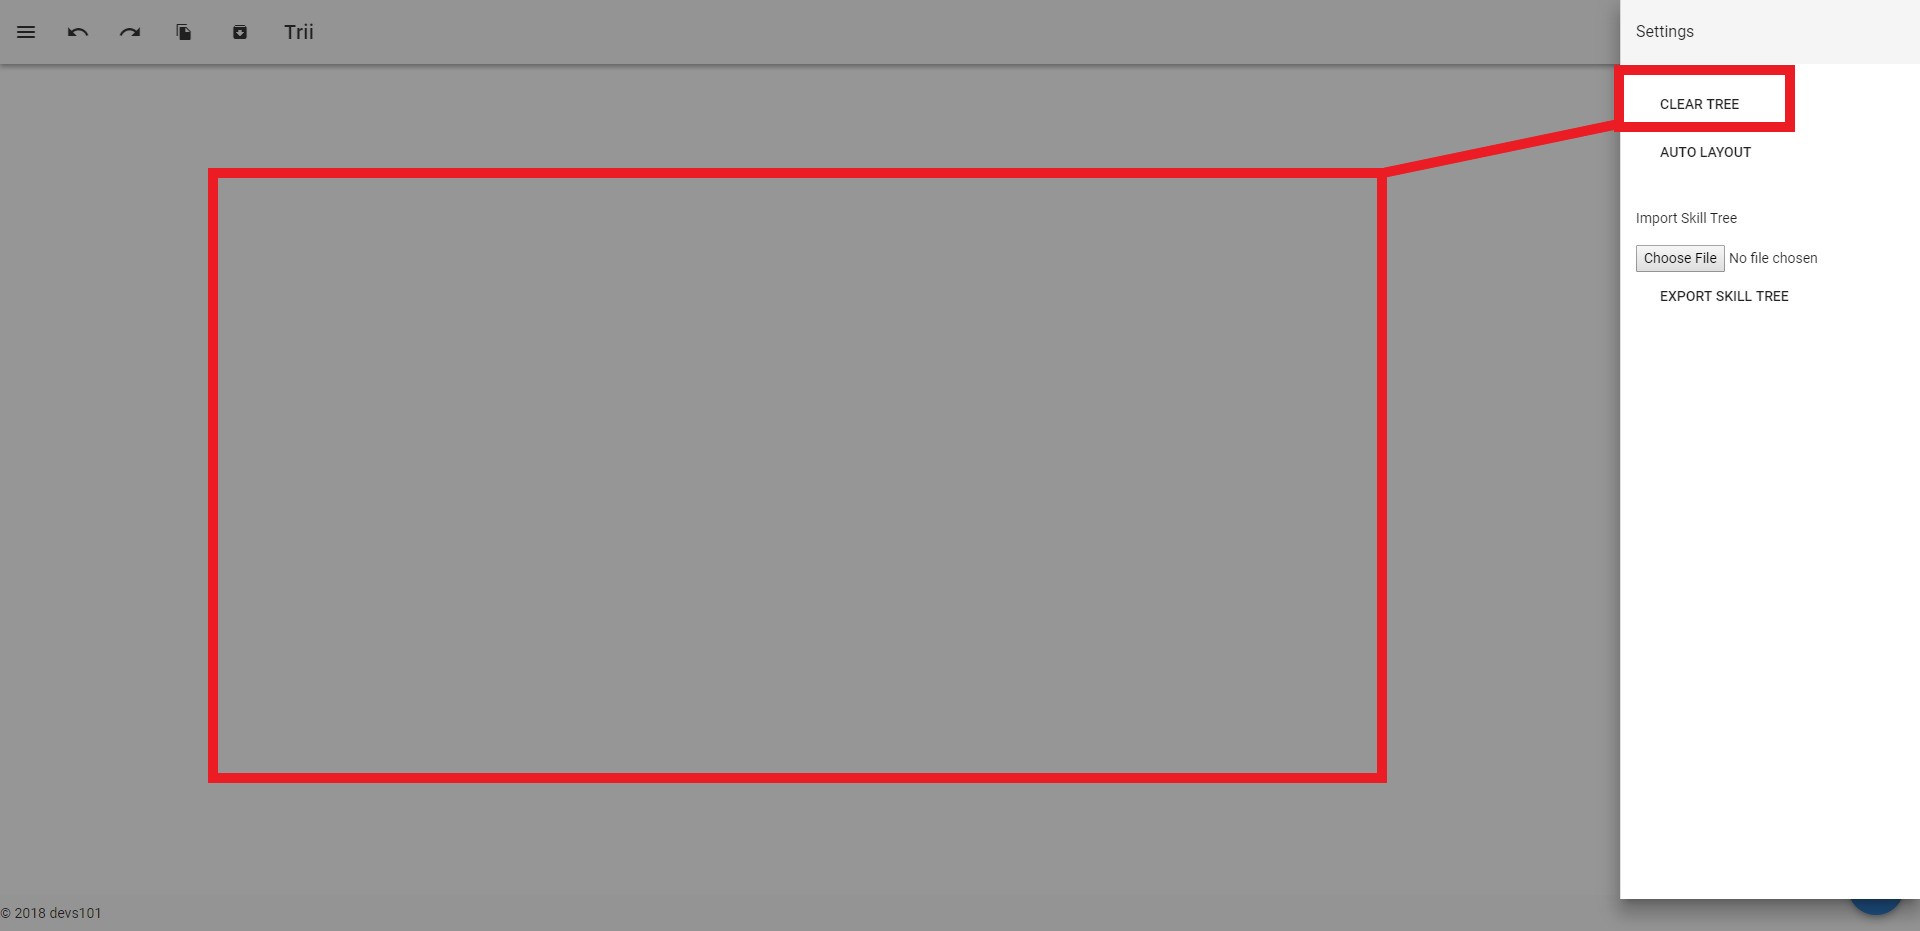 Trii
Settings
CLEAR TREE
AUTO LAYOUT
Import Skill Tree
Choose File No file chosen
EXPORT SKILL TREE
© 2018 devs101